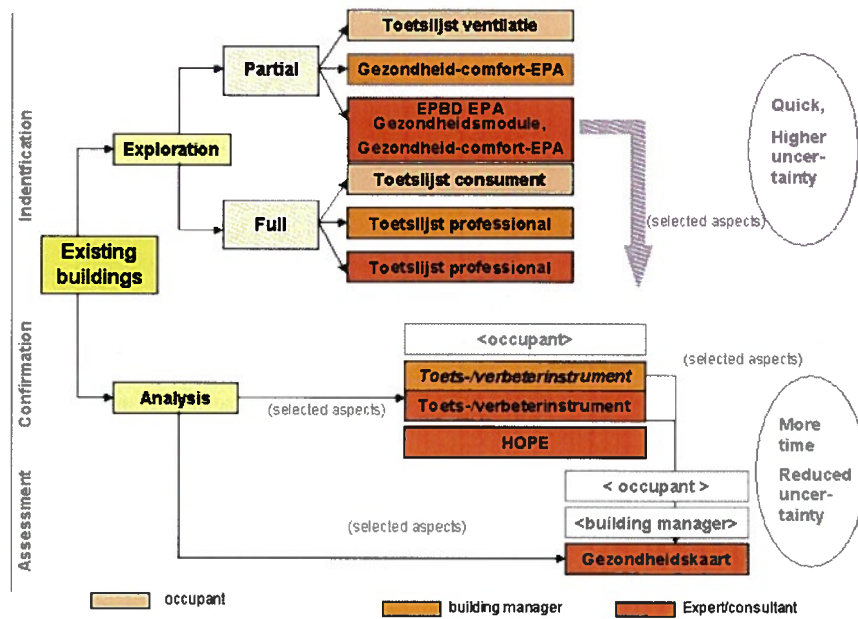 Indentfication
Confirmation
Assessment
Existing
buildings
Exploration
Analysis
Partial
Full
Toetslijst ventilatie
Gezondheid-comfort-EPA
EPBD EPA
Gezondheidsmodule,
Gezondheid-comfort-EPA
Toetslijst consument
Toetslijst professional
Toetslijst professional
(selected aspects)
Quick,
Higher
uncer-
tainty
<occupant>
Toets-/verbeterinstrument
Toets-/verbeterinstrument
HOPE
(selected aspects)
(selected aspects)
< occupant >
<building manager>
Gezondheidskaart
(selected aspects)
More
time
Reduced
uncer-
tainty
occupant
building manager
Expert/consultant